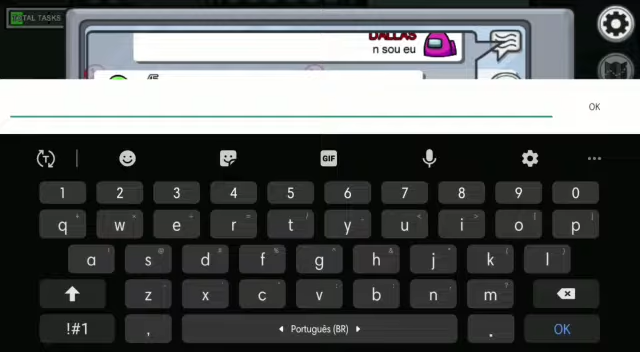 TOTAL TASKS
DALLAS
n sou eu
OK
GIF
1 2 3 4 5 6 7 8 9 0
q w e r t y u i o p
a s d f g h j k l
z x c v b n m
!#1 , Português (BR) . OK